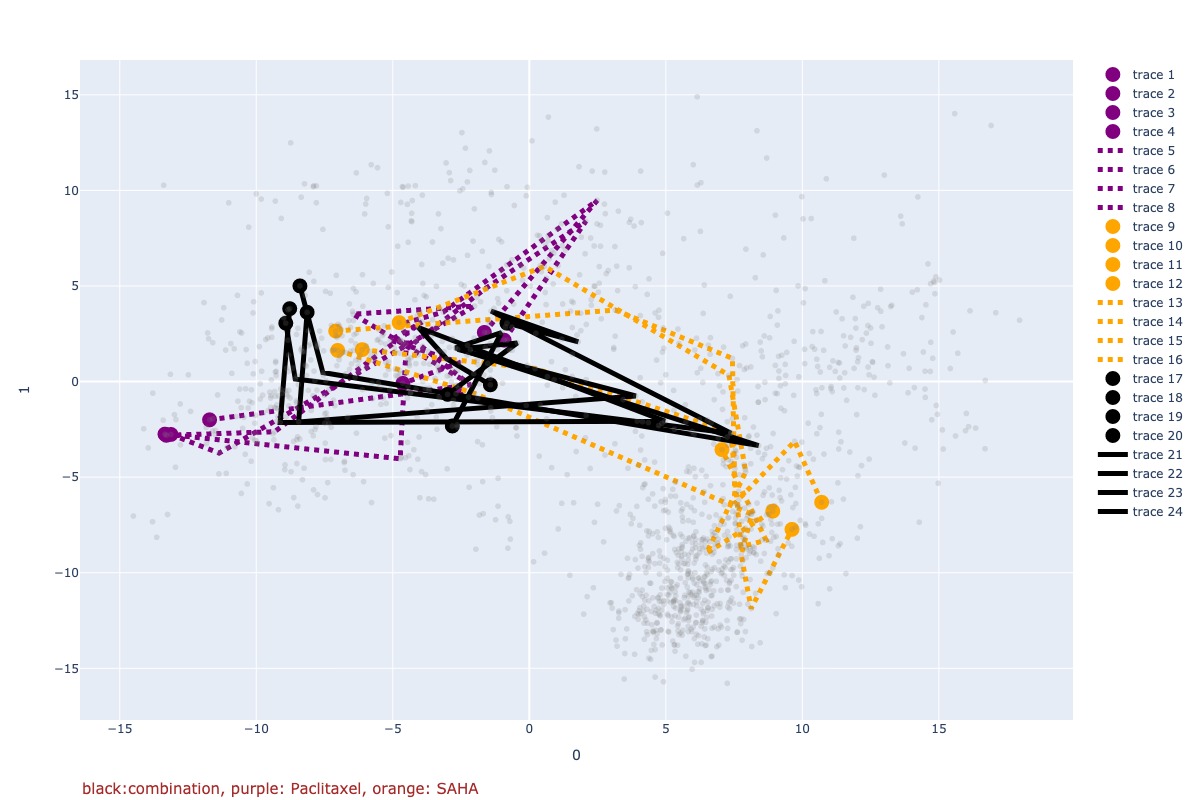 15
10
5
0
−5
−10
−15
−15
−10
−5
0
5
10
15
0
1
trace 1
trace 2
trace 3
trace 4
trace 5
trace 6
trace 7
trace 8
trace 9
trace 10
trace 11
trace 12
trace 13
trace 14
trace 15
trace 16
trace 17
trace 18
trace 19
trace 20
trace 21
trace 22
trace 23
trace 24
black:combination, purple: Paclitaxel, orange: SAHA